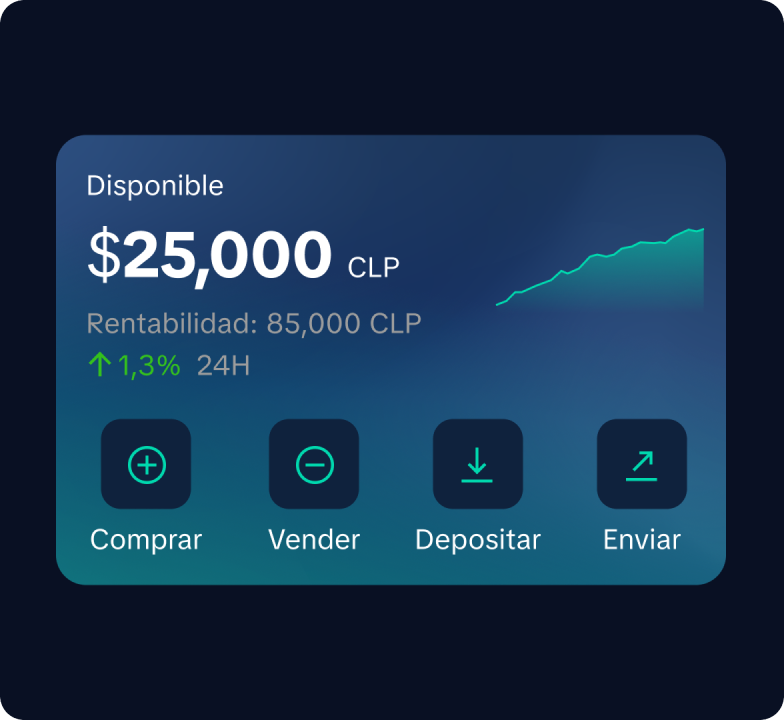 Disponible
$25,000 CLP
Rentabilidad: 85,000 CLP
↑1,3% 24H
Comprar Vender Depositar Enviar